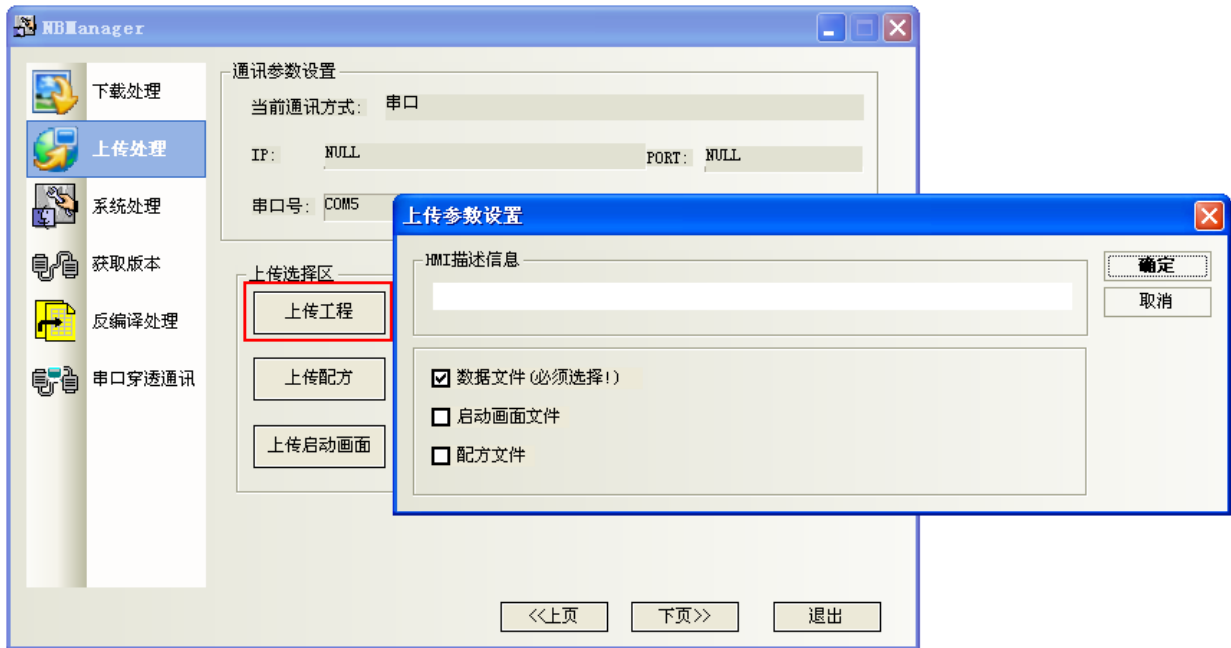 NBManager
下载处理
上传处理
系统处理
获取版本
反编译处理
串口穿透通讯
通讯参数设置
当前通讯方式: 串口
IP: NULL PORT: NULL
串口号: COM5
上传选择区
上传工程
上传配方
上传启动画面
<<上页 下页>> 退出
上传参数设置
HMI描述信息
确定
取消
数据文件(必须选择!)
启动画面文件
配方文件